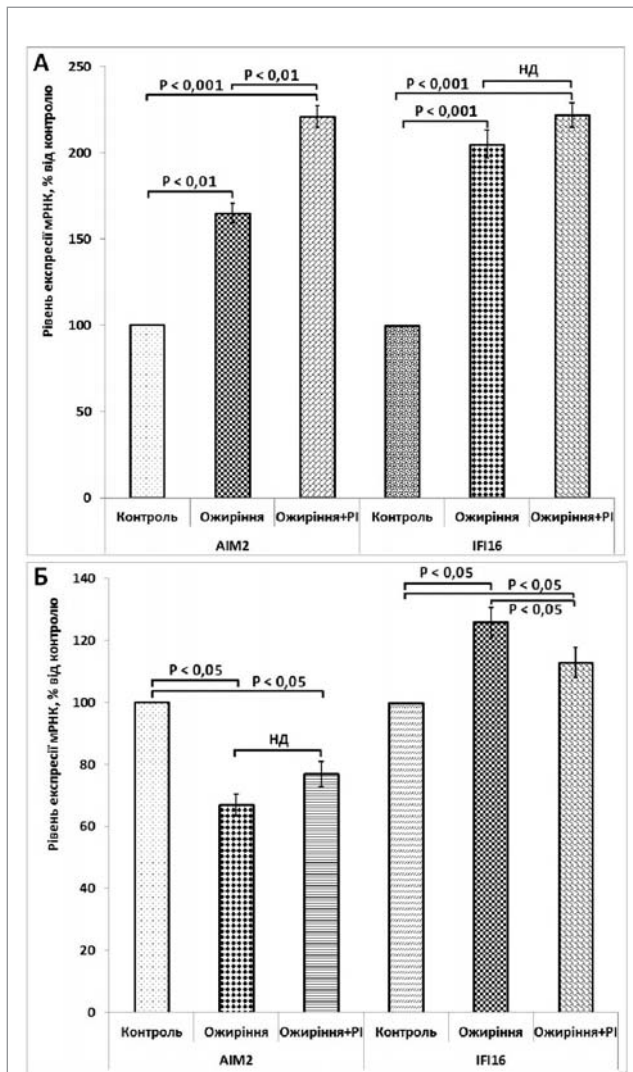 А
Рівень експресії мРНК, % від контролю
250
200
150
100
50
0
P < 0,01
P < 0,001
P < 0,01
НД
P < 0,001
P < 0,001
Контроль Ожиріння Ожиріння+РІ Контроль Ожиріння Ожиріння+РІ
AIM2 IFI16
Б
Рівень експресії мРНК, % від контролю
140
120
100
80
60
40
20
0
P < 0,05
P < 0,05
P < 0,05
P < 0,05
P < 0,05
НД
Контроль Ожиріння Ожиріння+РІ Контроль Ожиріння Ожиріння+РІ
AIM2 IFI16